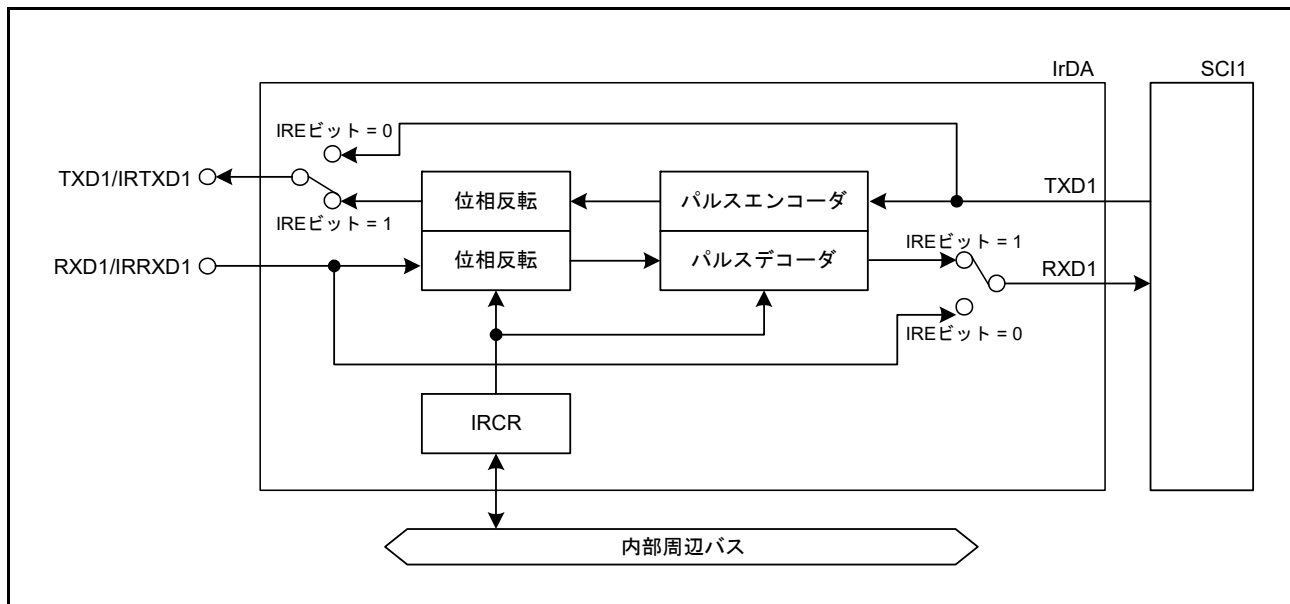 IrDA
SCI1
IREビット = 0
TXD1/IRTXD1
位相反転
パルスエンコーダ
TXD1
IREビット = 1
RXD1/IRRXD1
位相反転
パルスデコーダ
IREビット = 1
RXD1
IREビット = 0
IRCR
内部周辺バス